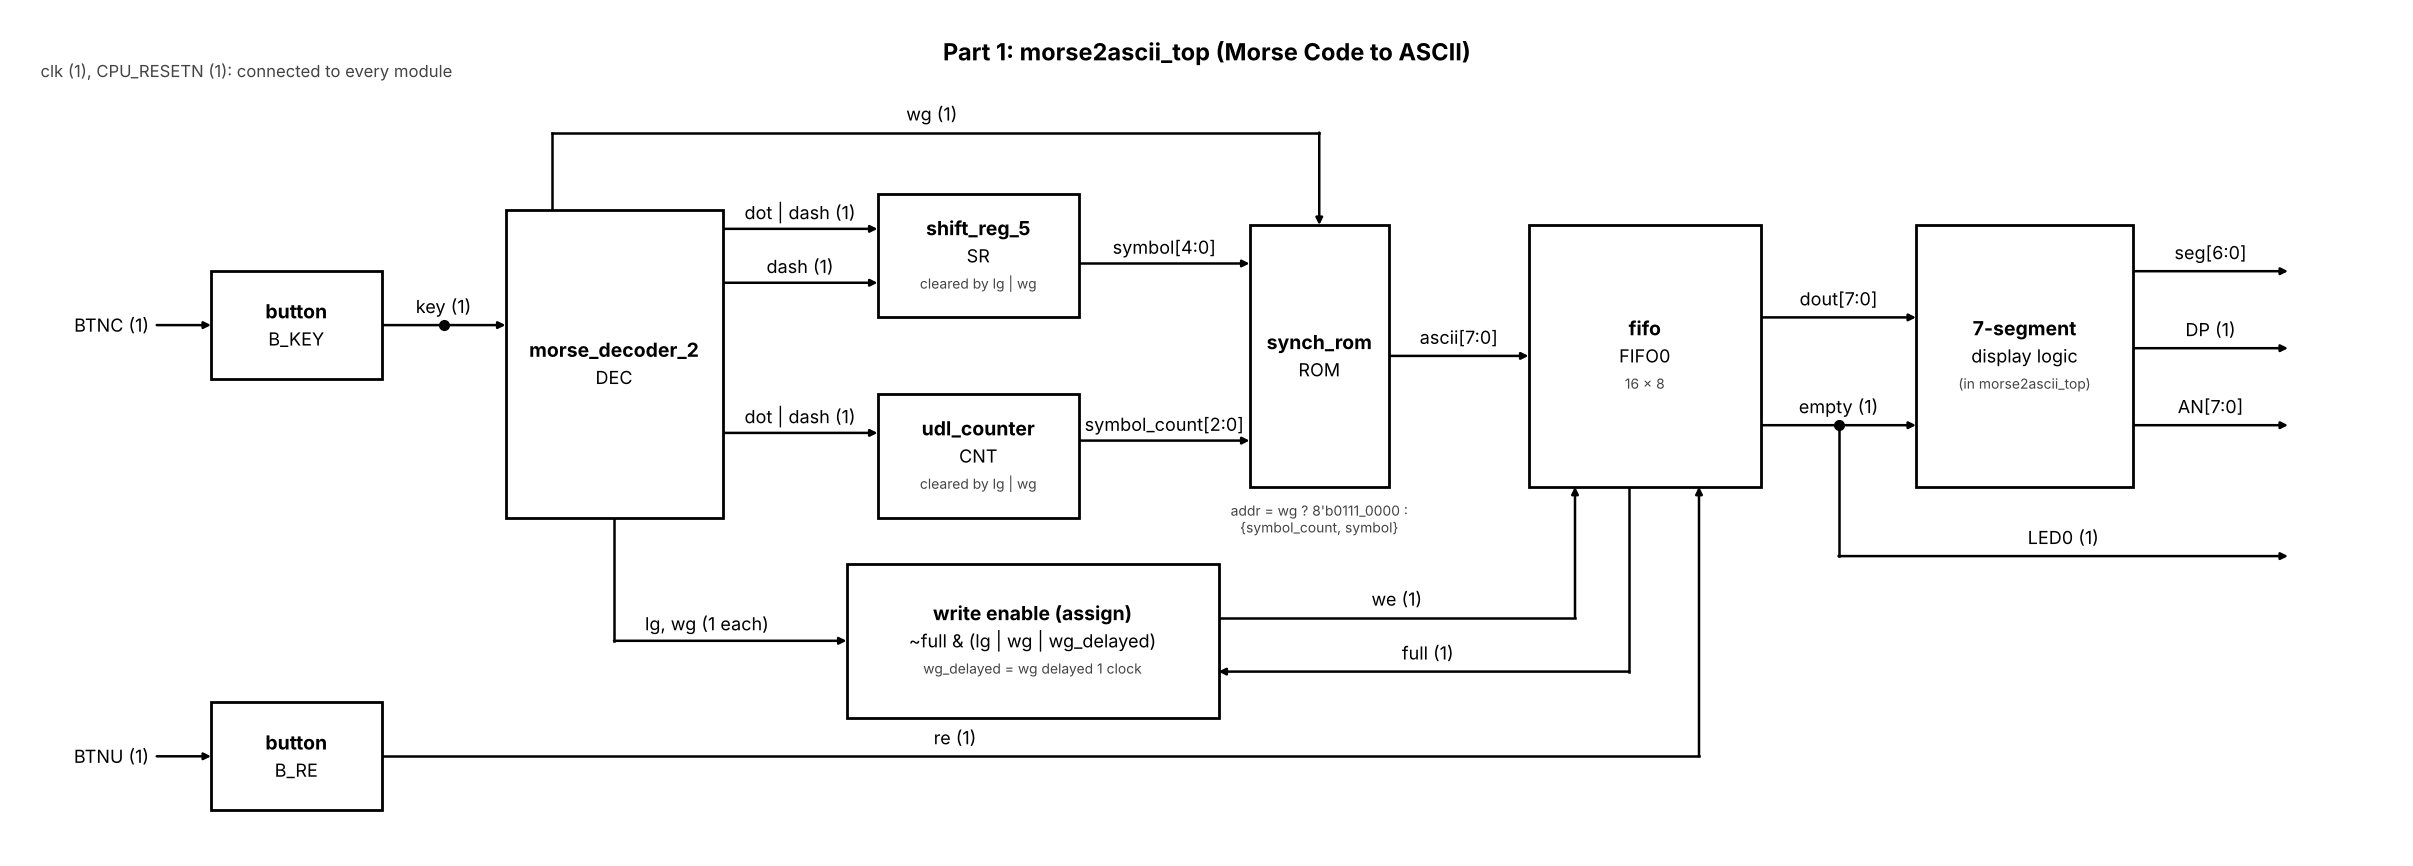 Part 1: morse2ascii_top (Morse Code to ASCII)
clk (1), CPU_RESETN (1): connected to every module
wg (1)
BTNC (1)
button
B_KEY
key (1)
morse_decoder_2
DEC
dot | dash (1)
dash (1)
dot | dash (1)
shift_reg_5
SR
cleared by lg | wg
udl_counter
CNT
cleared by lg | wg
symbol[4:0]
symbol_count[2:0]
synch_rom
ROM
addr = wg ? 8'b0111_0000 :
{symbol_count, symbol}
ascii[7:0]
fifo
FIFO0
16 × 8
dout[7:0]
empty (1)
7-segment
display logic
(in morse2ascii_top)
seg[6:0]
DP (1)
AN[7:0]
LED0 (1)
lg, wg (1 each)
write enable (assign)
~full & (lg | wg | wg_delayed)
wg_delayed = wg delayed 1 clock
we (1)
full (1)
BTNU (1)
button
B_RE
re (1)